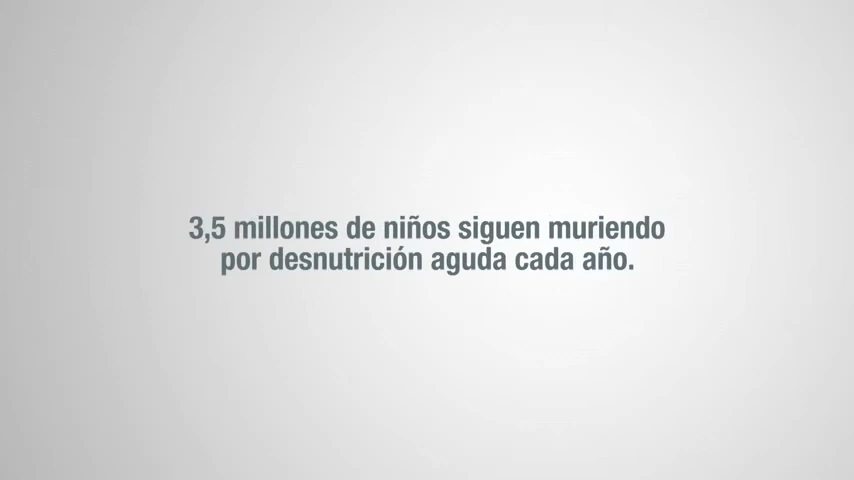 3,5 millones de niños siguen muriendo
por desnutrición aguda cada año.